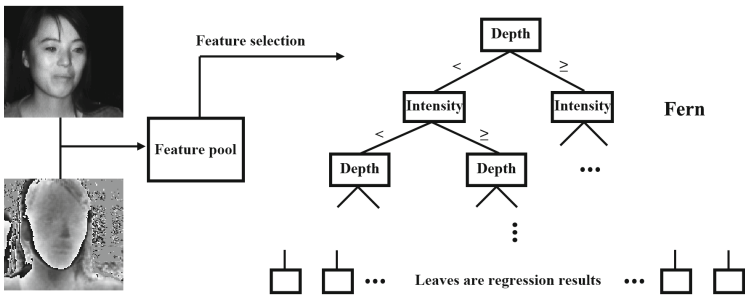 Feature selection
Feature pool
Depth
< ≥
Intensity Intensity
Fern
< ≥
Depth Depth
Leaves are regression results